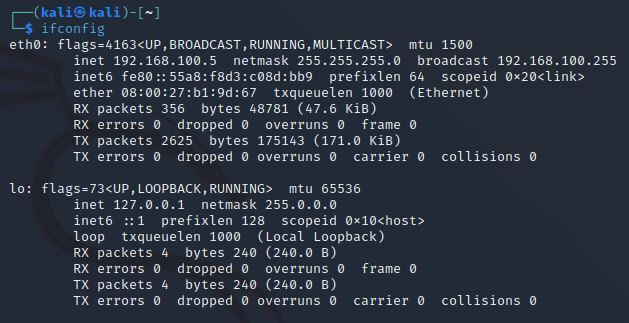 ┌──(kali㉿kali)-[~]
└─$ ifconfig
eth0: flags=4163<UP,BROADCAST,RUNNING,MULTICAST>  mtu 1500
        inet 192.168.100.5  netmask 255.255.255.0  broadcast 192.168.100.255
        inet6 fe80::55a8:f8d3:c08d:bb9  prefixlen 64  scopeid 0×20<link>
        ether 08:00:27:b1:9d:67  txqueuelen 1000  (Ethernet)
        RX packets 356  bytes 48781 (47.6 KiB)
        RX errors 0  dropped 0  overruns 0  frame 0
        TX packets 2625  bytes 175143 (171.0 KiB)
        TX errors 0  dropped 0 overruns 0  carrier 0  collisions 0

lo: flags=73<UP,LOOPBACK,RUNNING>  mtu 65536
        inet 127.0.0.1  netmask 255.0.0.0
        inet6 ::1  prefixlen 128  scopeid 0×10<host>
        loop  txqueuelen 1000  (Local Loopback)
        RX packets 4  bytes 240 (240.0 B)
        RX errors 0  dropped 0  overruns 0  frame 0
        TX packets 4  bytes 240 (240.0 B)
        TX errors 0  dropped 0 overruns 0  carrier 0  collisions 0